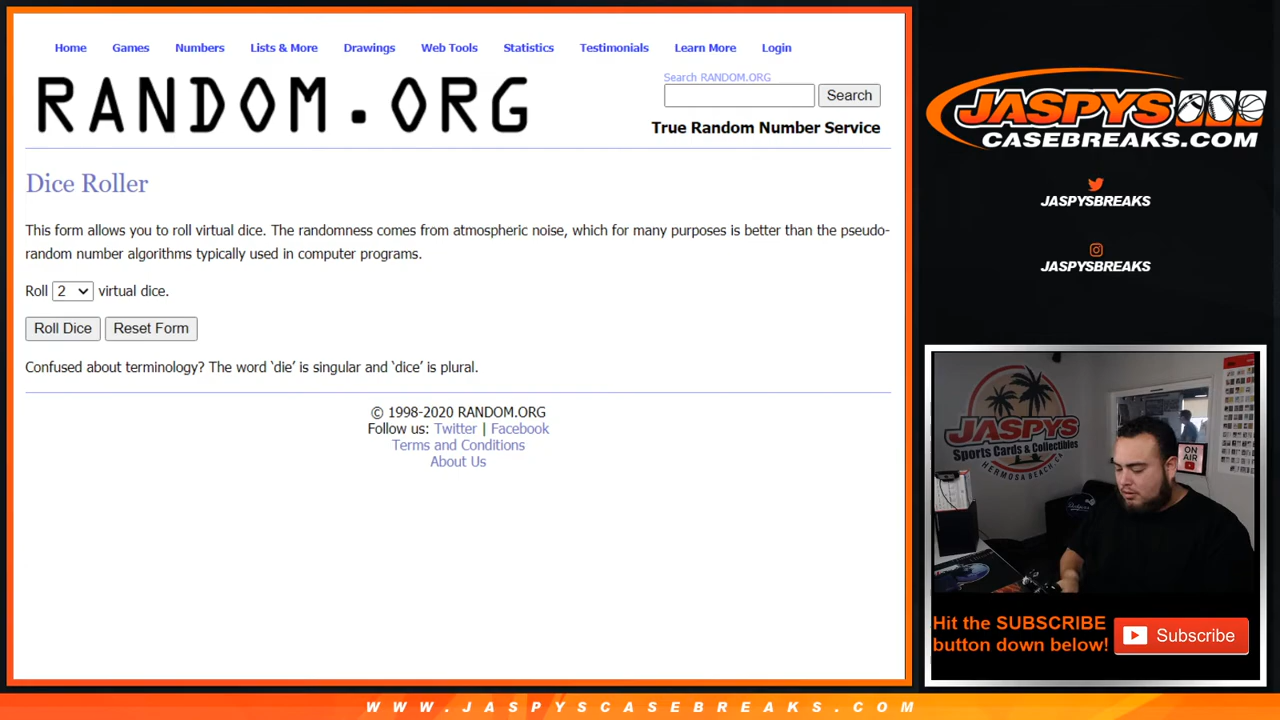 Home Games Numbers Lists & More Drawings Web Tools Statistics Testimonials Learn More Login
RANDOM.ORG
Search RANDOM.ORG
Search
True Random Number Service
Dice Roller
This form allows you to roll virtual dice. The randomness comes from atmospheric noise, which for many purposes is better than the pseudo-
random number algorithms typically used in computer programs.
Roll 2 virtual dice.
Roll Dice Reset Form
Confused about terminology? The word ‘die’ is singular and ‘dice’ is plural.
© 1998-2020 RANDOM.ORG
Follow us: Twitter | Facebook
Terms and Conditions
About Us
JASPYS
CASEBREAKS.COM
JASPYSBREAKS
JASPYSBREAKS
JASPYS
Sports Cards & Collectibles
HERMOSA BEACH, CA
ON
AIR
Hit the SUBSCRIBE
button down below!
Subscribe
WWW.JASPYSCASEBREAKS.COM